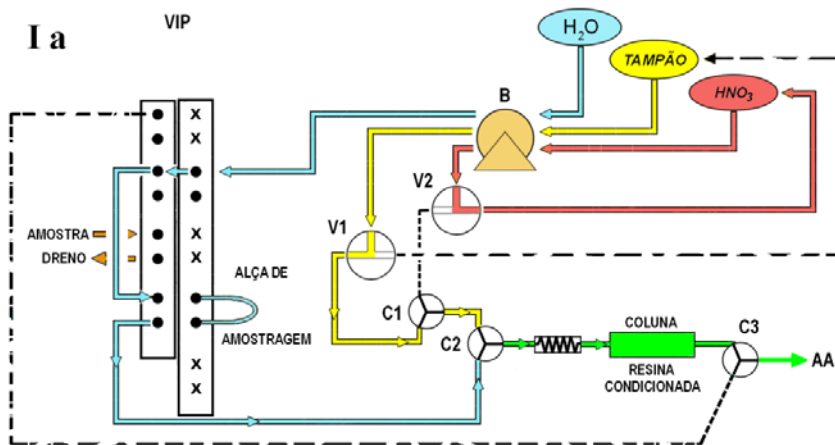 I a
VIP
H₂O
TAMPÃO
HNO₃
B
V2
V1
X
X
X
X
X
X
AMOSTRA
DRENO
ALÇA DE
AMOSTRAGEM
C1
C2
COLUNA
RESINA
CONDICIONADA
C3
AA